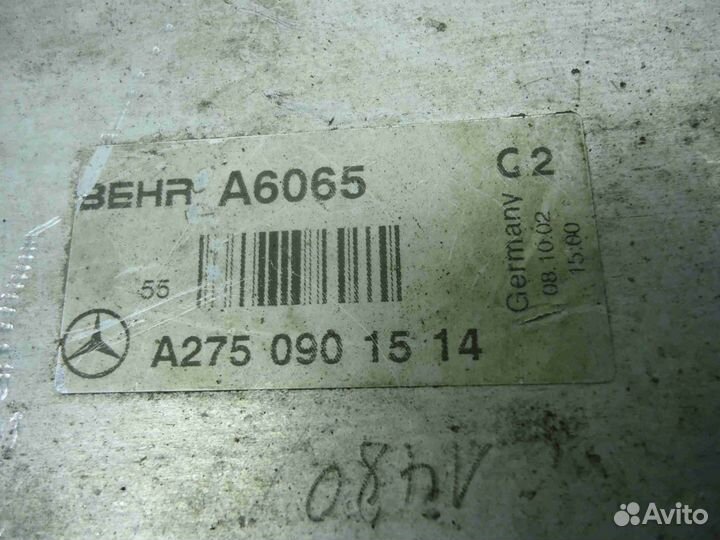 BEHR A6065 C2
Germany
08.10.02
15:00
55
A275 090 15 14
Avito